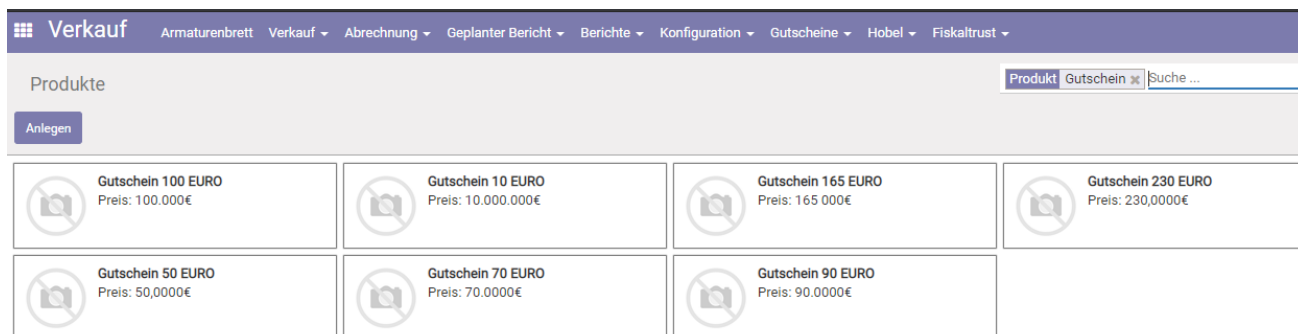 Verkauf Armaturenbrett Verkauf Abrechnung Geplanter Bericht Berichte Konfiguration Gutscheine Hobel Fiskaltrust
Produkte
Produkt Gutschein Suche ...
Anlegen
Gutschein 100 EURO
Preis: 100.000€
Gutschein 10 EURO
Preis: 10.000.000€
Gutschein 165 EURO
Preis: 165 000€
Gutschein 230 EURO
Preis: 230,0000€
Gutschein 50 EURO
Preis: 50,0000€
Gutschein 70 EURO
Preis: 70.0000€
Gutschein 90 EURO
Preis: 90.0000€